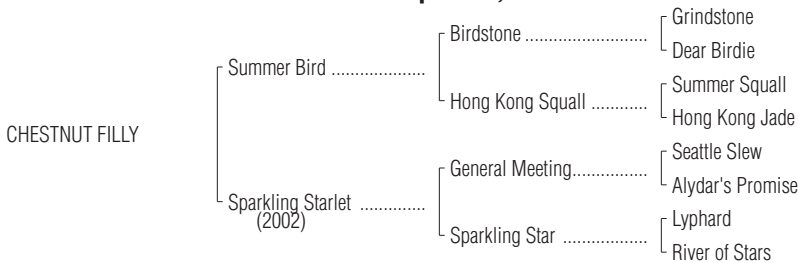 Grindstone
Birdstone ............................
Dear Birdie
Summer Bird .....................
Summer Squall
Hong Kong Squall .............
Hong Kong Jade
CHESTNUT FILLY
Seattle Slew
General Meeting.................
Alydar's Promise
Sparkling Starlet ...............
(2002)
Lyphard
Sparkling Star ...................
River of Stars